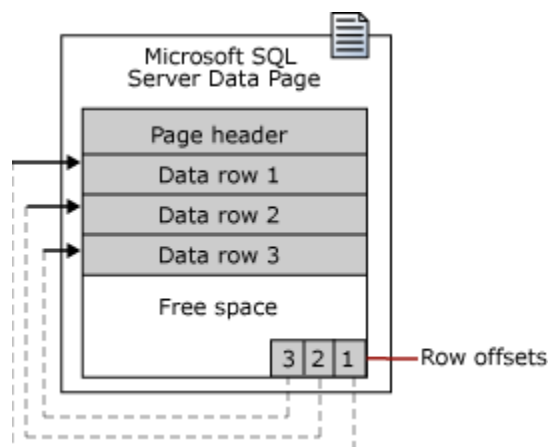 Microsoft SQL
Server Data Page
Page header
Data row 1
Data row 2
Data row 3
Free space
3 2 1
Row offsets